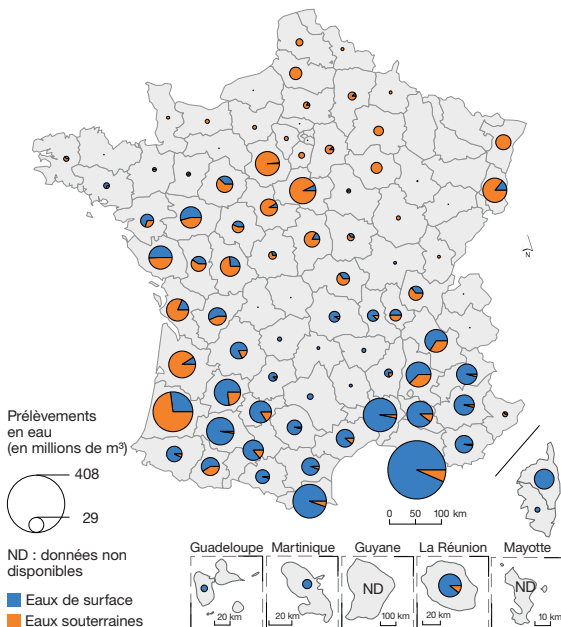 Prélèvements
en eau
(en millions de m³)
408
29
ND : données non
disponibles
Eaux de surface
Eaux souterraines
N
0 50 100 km
Guadeloupe
20 km
Martinique
20 km
Guyane
ND
100 km
La Réunion
20 km
Mayotte
ND
10 km